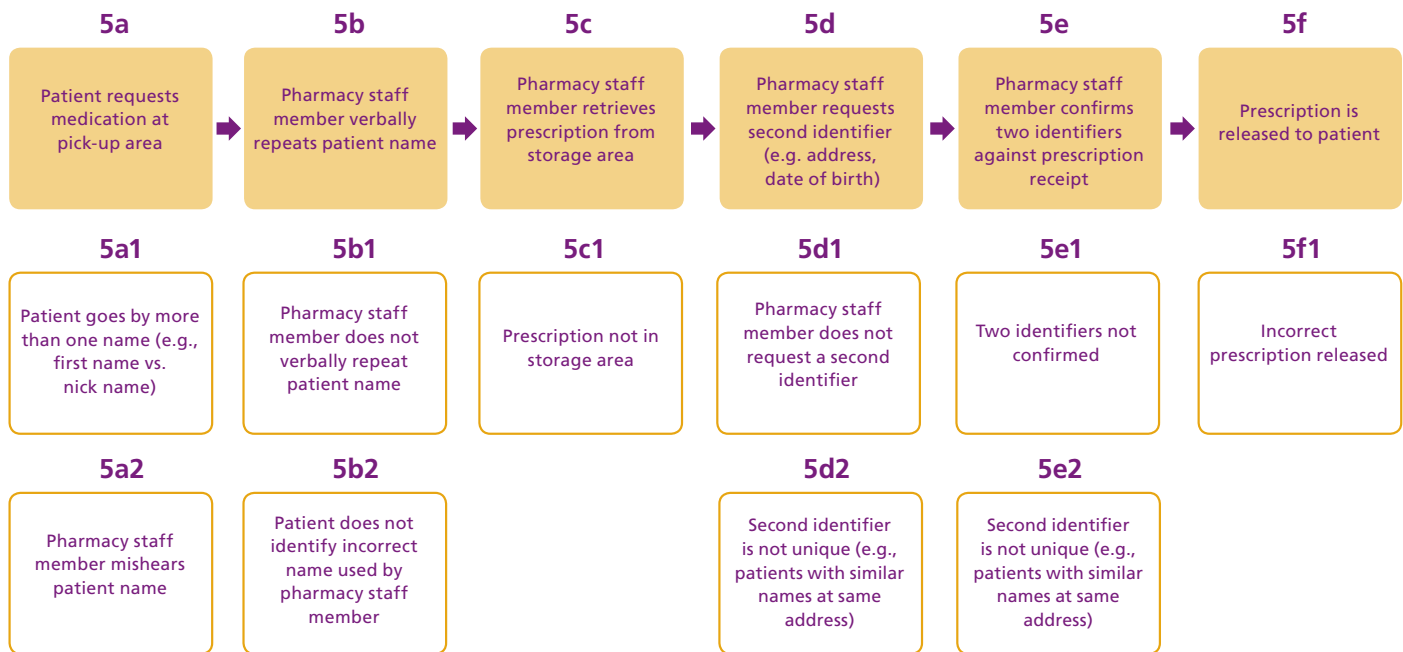 5a
Patient requests
medication at
pick-up area
5b
Pharmacy staff
member verbally
repeats patient name
5c
Pharmacy staff
member retrieves
prescription from
storage area
5d
Pharmacy staff
member requests
second identifier
(e.g. address,
date of birth)
5e
Pharmacy staff
member confirms
two identifiers
against prescription
receipt
5f
Prescription is
released to patient
5a1
Patient goes by more
than one name (e.g.,
first name vs.
nick name)
5b1
Pharmacy staff
member does not
verbally repeat
patient name
5c1
Prescription not in
storage area
5d1
Pharmacy staff
member does not
request a second
identifier
5e1
Two identifiers not
confirmed
5f1
Incorrect
prescription released
5a2
Pharmacy staff
member mishears
patient name
5b2
Patient does not
identify incorrect
name used by
pharmacy staff
member
5d2
Second identifier
is not unique (e.g.,
patients with similar
names at same
address)
5e2
Second identifier
is not unique (e.g.,
patients with similar
names at same
address)